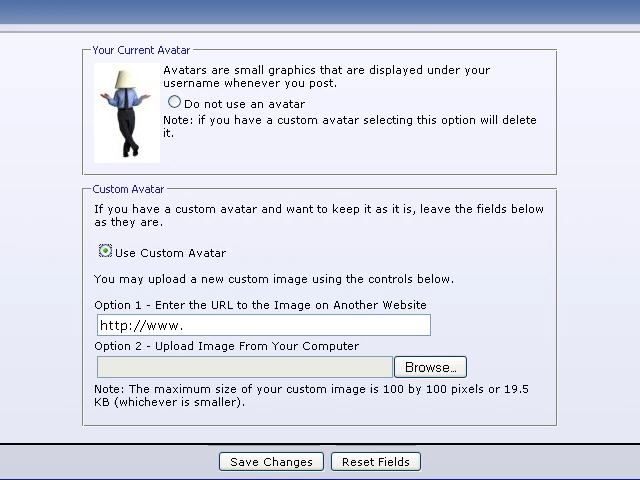 Your Current Avatar
Avatars are small graphics that are displayed under your
username whenever you post.
Do not use an avatar
Note: if you have a custom avatar selecting this option will delete
it.
Custom Avatar
If you have a custom avatar and want to keep it as it is, leave the fields below
as they are.
Use Custom Avatar
You may upload a new custom image using the controls below.
Option 1 - Enter the URL to the Image on Another Website
http://www.
Option 2 - Upload Image From Your Computer
Browse...
Note: The maximum size of your custom image is 100 by 100 pixels or 19.5
KB (whichever is smaller).
Save Changes
Reset Fields